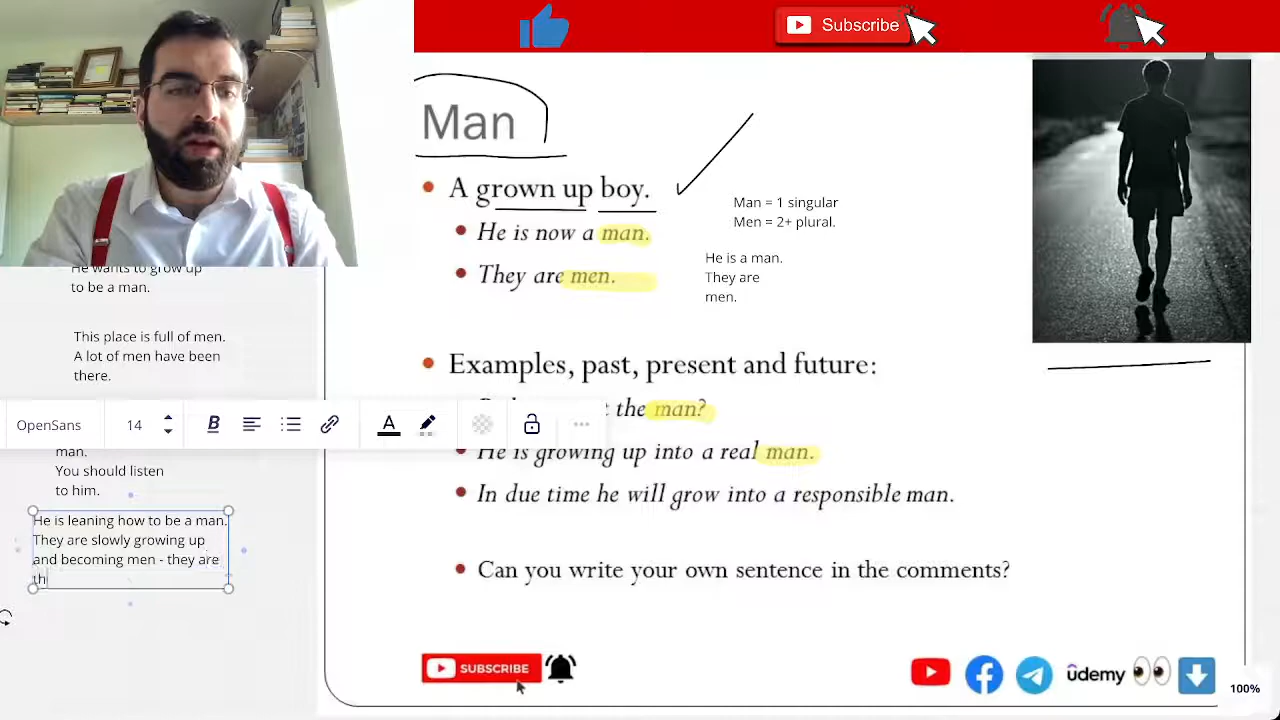 Subscribe
Man
A grown up boy.
He is now a man.
They are men.
Man = 1 singular
Men = 2+ plural.
He is a man.
They are
men.
Examples, past, present and future:
the man?
He is growing up into a real man.
In due time he will grow into a responsible man.
Can you write your own sentence in the comments?
He wants to grow up
to be a man.
This place is full of men.
A lot of men have been
there.
OpenSans 14 B A
man.
You should listen
to him.
He is leaning how to be a man.
They are slowly growing up
and becoming men - they are
th
SUBSCRIBE
udemy
100%